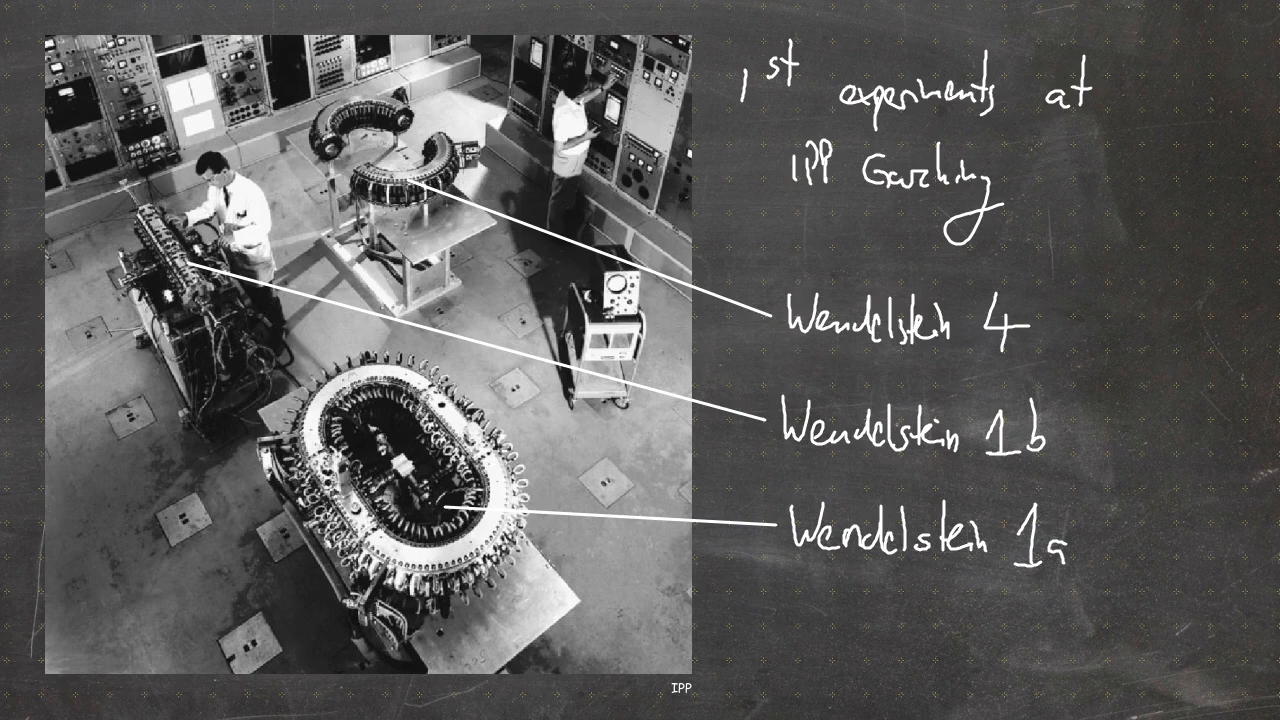 1st experiments at
IPP Garching
Wendelstein 4
Wendelstein 1b
Wendelstein 1a
IPP